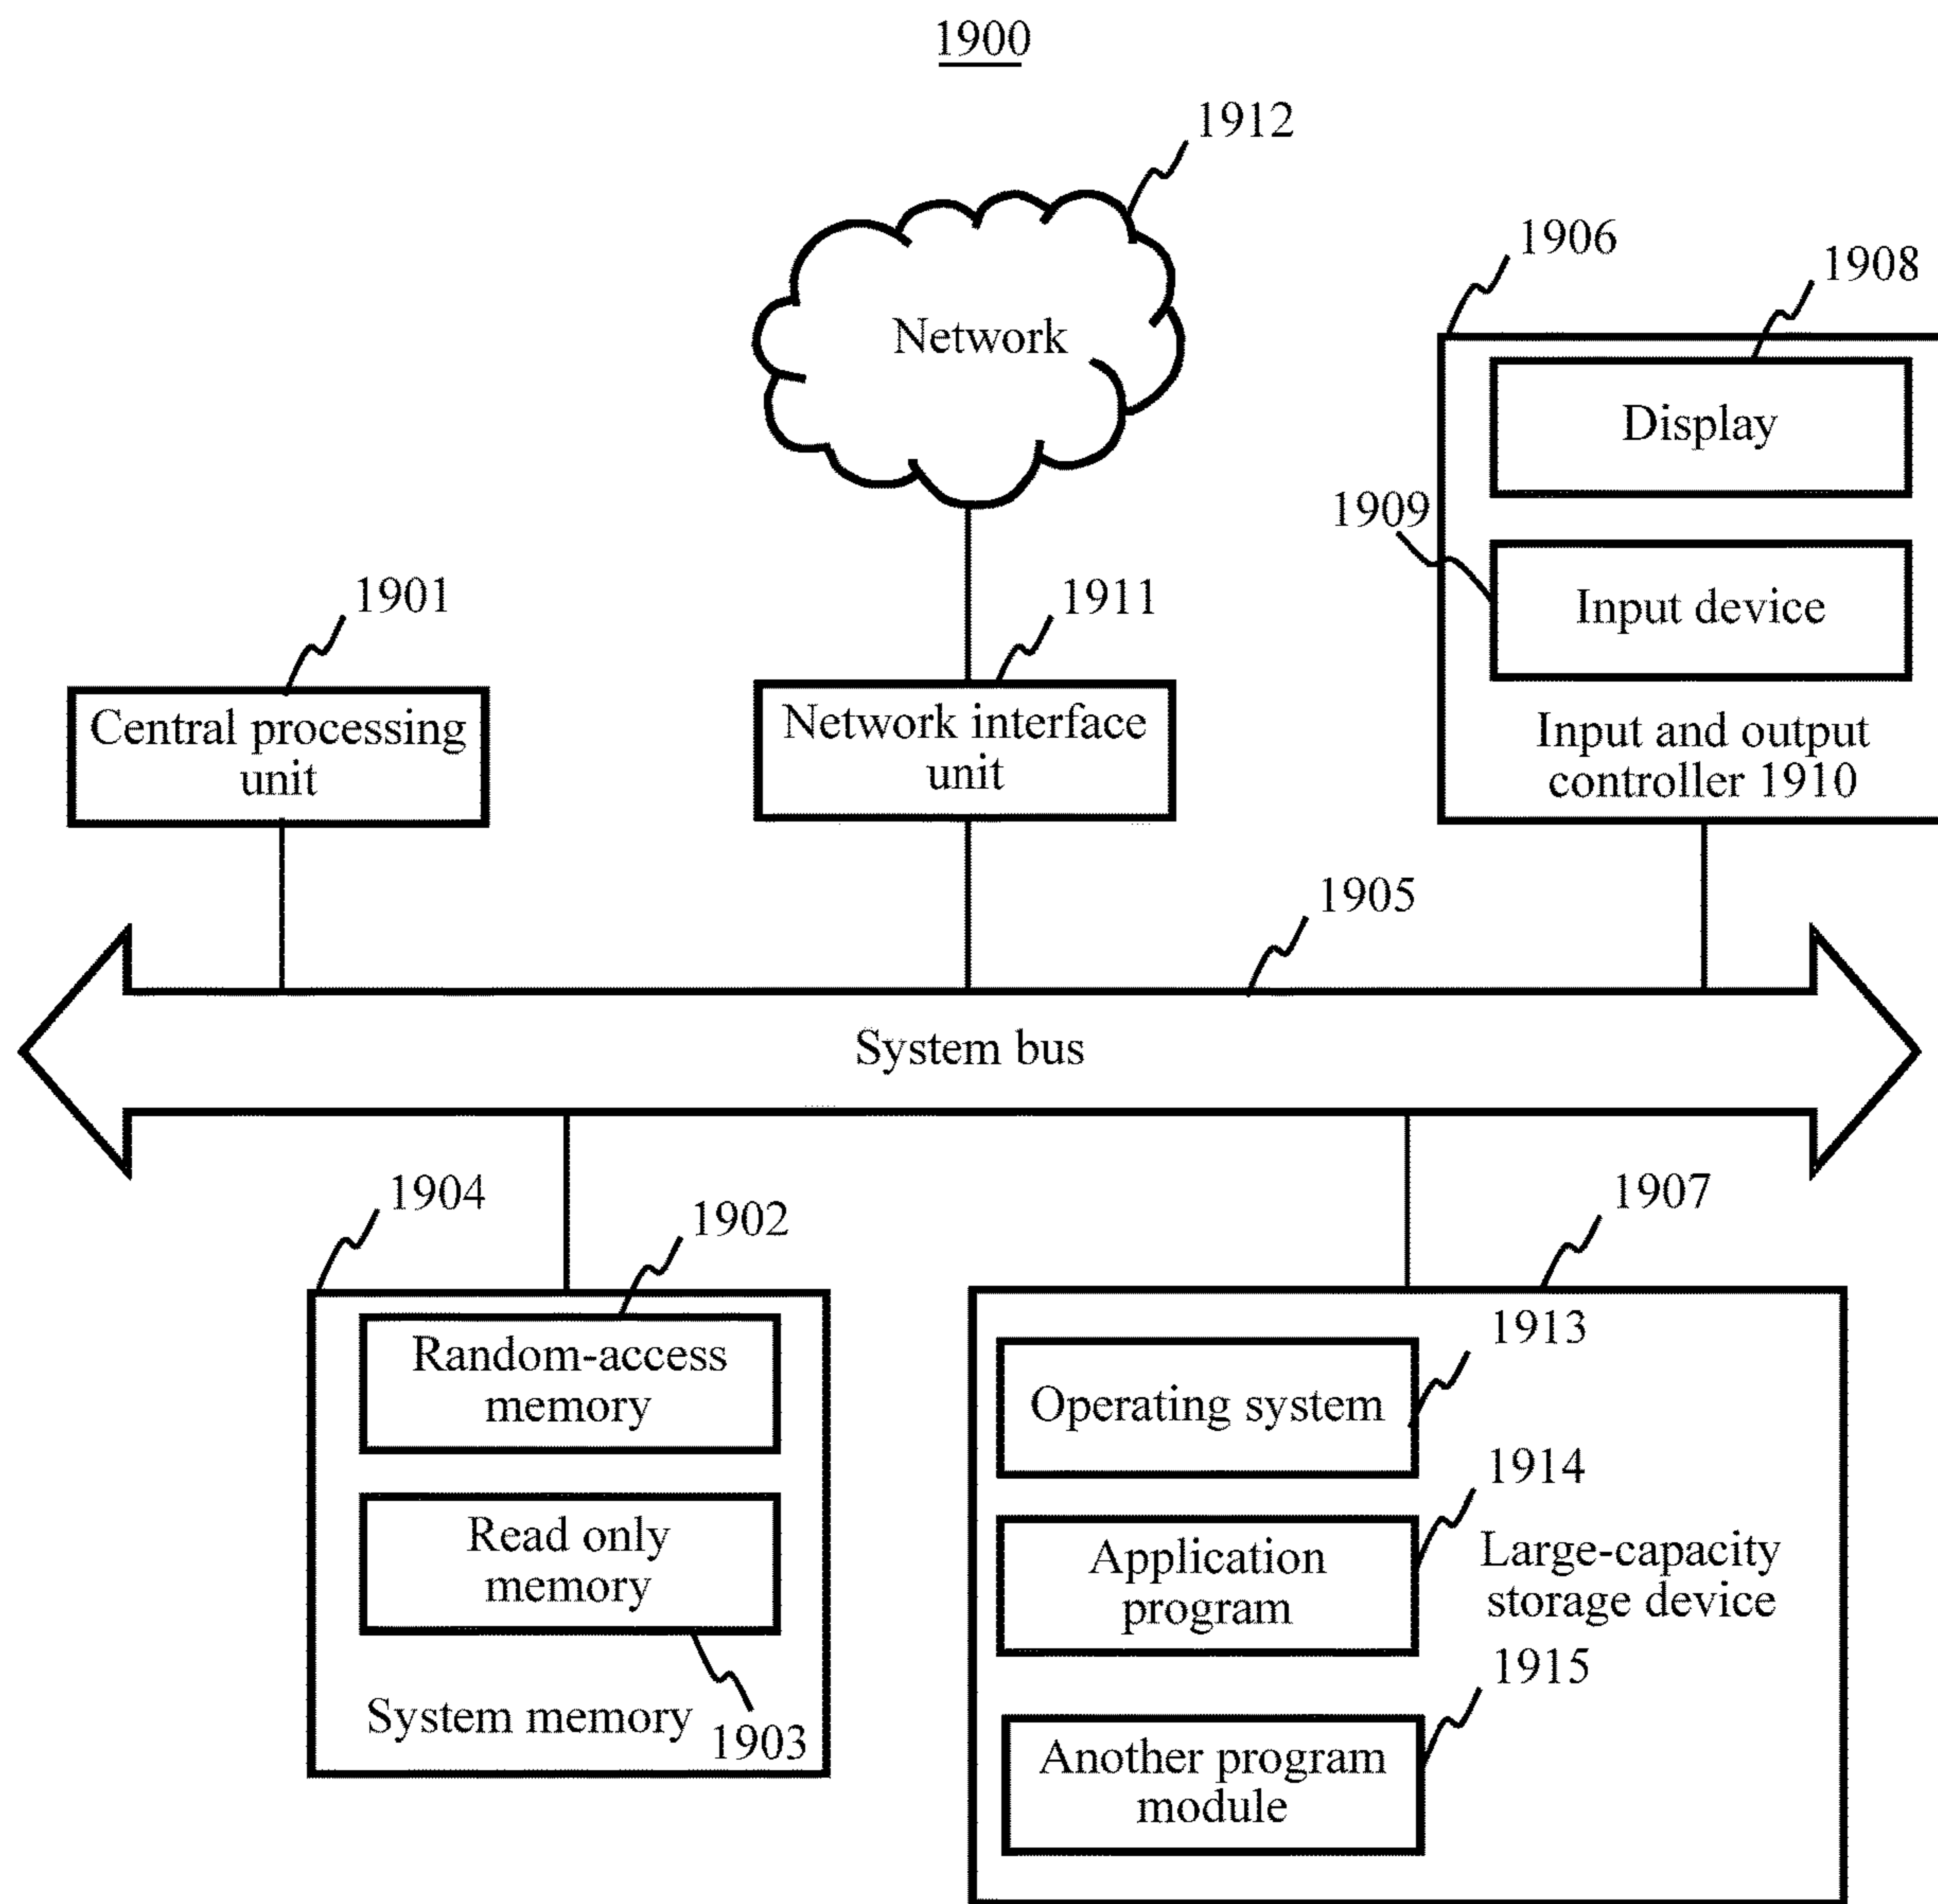 1900
1912
Network
1906
1908
Display
1909
Input device
Input and output
controller 1910
1901
Central processing
unit
1911
Network interface
unit
1905
System bus
1904
1902
Random-access
memory
Read only
memory
System memory
1903
1907
1913
Operating system
1914
Application
program
Large-capacity
storage device
1915
Another program
module